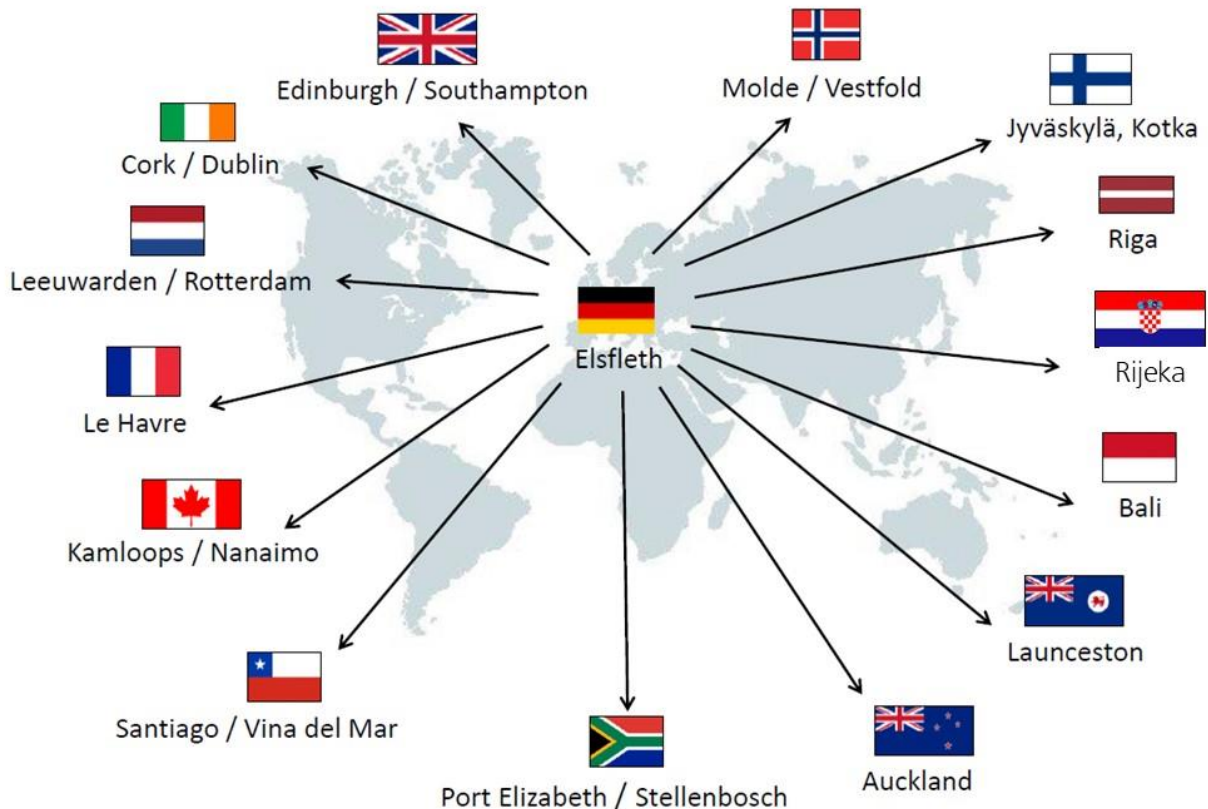 Edinburgh / Southampton
Molde / Vestfold
Jyväskylä, Kotka
Cork / Dublin
Riga
Leeuwarden / Rotterdam
Elsfleth
Rijeka
Le Havre
Bali
Kamloops / Nanaimo
Launceston
Santiago / Vina del Mar
Auckland
Port Elizabeth / Stellenbosch